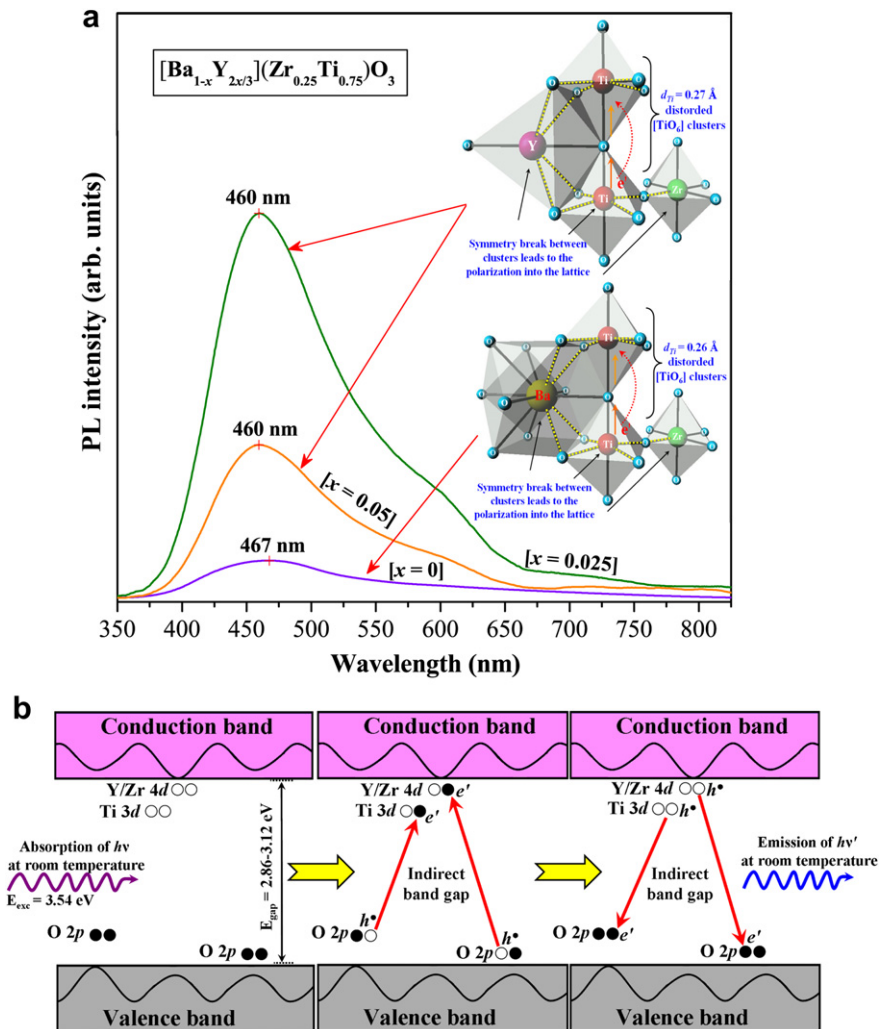 a
[Ba1-xY2x/3](Zr0.25Ti0.75)O3
PL intensity (arb. units)
460 nm
460 nm
467 nm
[x = 0.05]
[x = 0]
[x = 0.025]
350 400 450 500 550 600 650 700 750 800
Wavelength (nm)
Ti
O
Y
Ti
Zr
e'
dTi = 0.27 Å
distorded
[TiO6] clusters
Symmetry break between
clusters leads to the
polarization into the lattice
Ti
O
Ba
Ti
Zr
e'
dTi = 0.26 Å
distorded
[TiO6] clusters
Symmetry break between
clusters leads to the
polarization into the lattice
b
Conduction band
Y/Zr 4d
Ti 3d
Absorption of hν
at room temperature
Eexc = 3.54 eV
Egap = 2.86-3.12 eV
O 2p
O 2p
Valence band
Conduction band
Y/Zr 4d e'
Ti 3d e'
Indirect
band gap
O 2p h•
O 2p h•
Valence band
Conduction band
Y/Zr 4d h•
Ti 3d h•
Indirect
band gap
Emission of hν'
at room temperature
O 2p e'
O 2p e'
Valence band